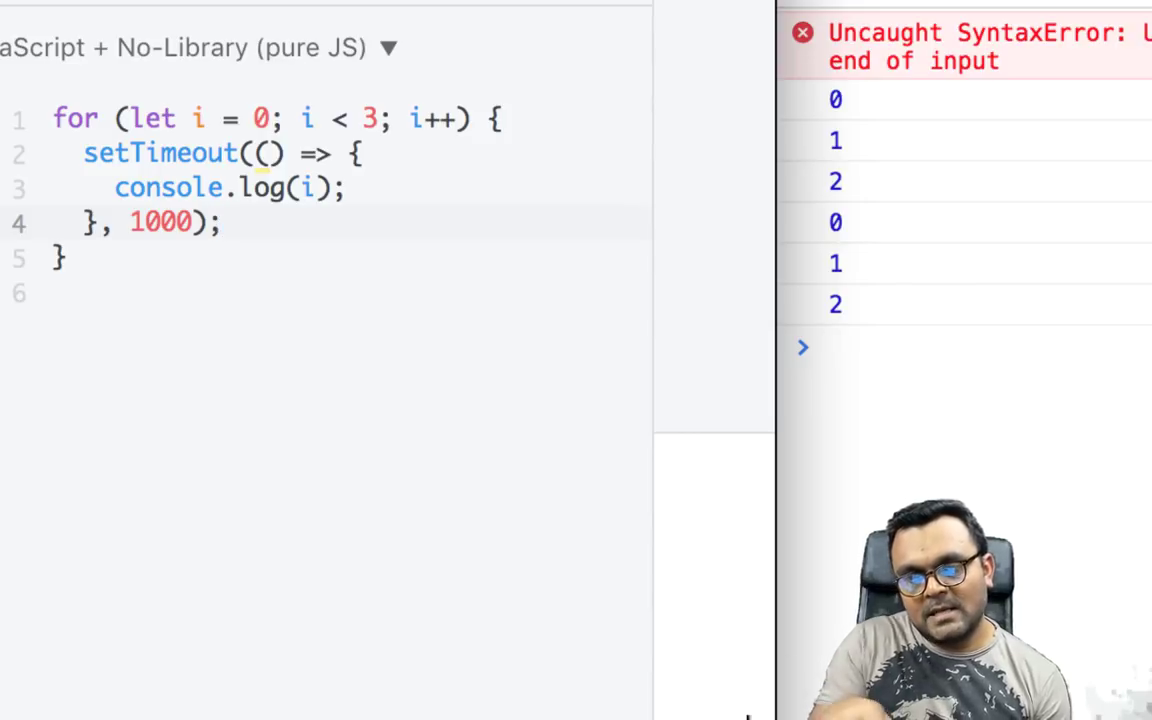 aScript + No-Library (pure JS) ▼
1 for (let i = 0; i < 3; i++) {
2 setTimeout(() => {
3 console.log(i);
4 }, 1000);
5 }
6
Uncaught SyntaxError: U
end of input
0
1
2
0
1
2
>